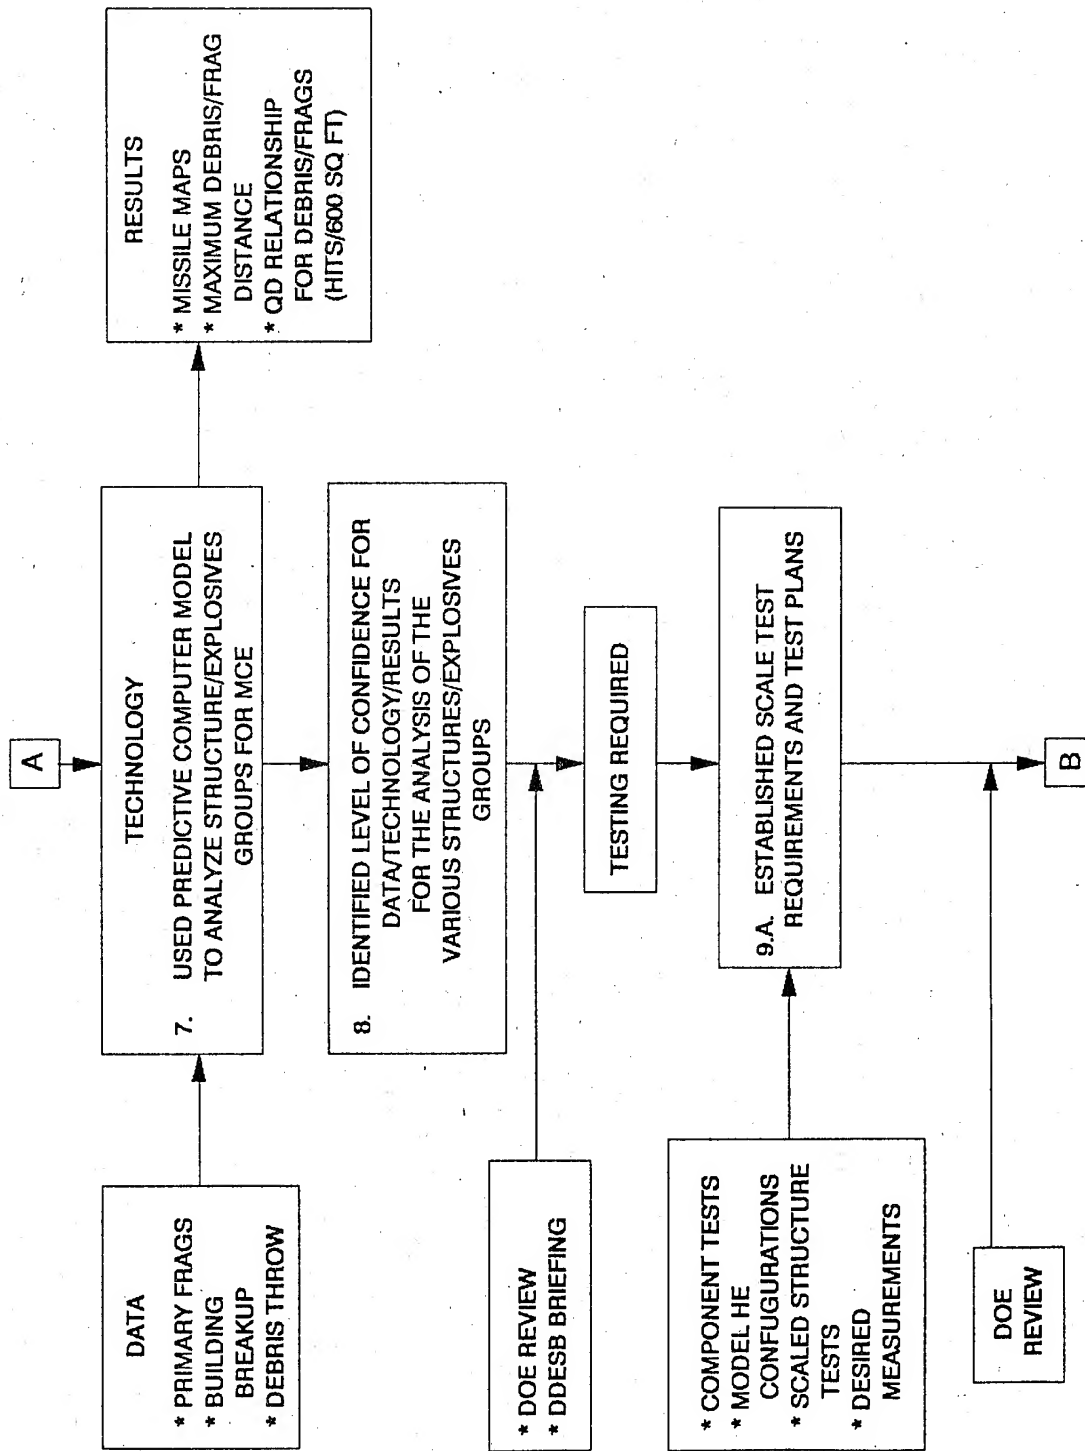 A
DATA
* PRIMARY FRAGS
* BUILDING
BREAKUP
* DEBRIS THROW
TECHNOLOGY
7. USED PREDICTIVE COMPUTER MODEL
TO ANALYZE STRUCTURE/EXPLOSIVES
GROUPS FOR MCE
RESULTS
* MISSILE MAPS
* MAXIMUM DEBRIS/FRAG
DISTANCE
* QD RELATIONSHIP
FOR DEBRIS/FRAGS
(HITS/600 SQ FT)
8. IDENTIFIED LEVEL OF CONFIDENCE FOR
DATA/TECHNOLOGY/RESULTS
FOR THE ANALYSIS OF THE
VARIOUS STRUCTURES/EXPLOSIVES
GROUPS
* DOE REVIEW
* DDESB BRIEFING
TESTING REQUIRED
* COMPONENT TESTS
* MODEL HE
CONFUGURATIONS
* SCALED STRUCTURE
TESTS
* DESIRED
MEASUREMENTS
9.A. ESTABLISHED SCALE TEST
REQUIREMENTS AND TEST PLANS
DOE
REVIEW
B